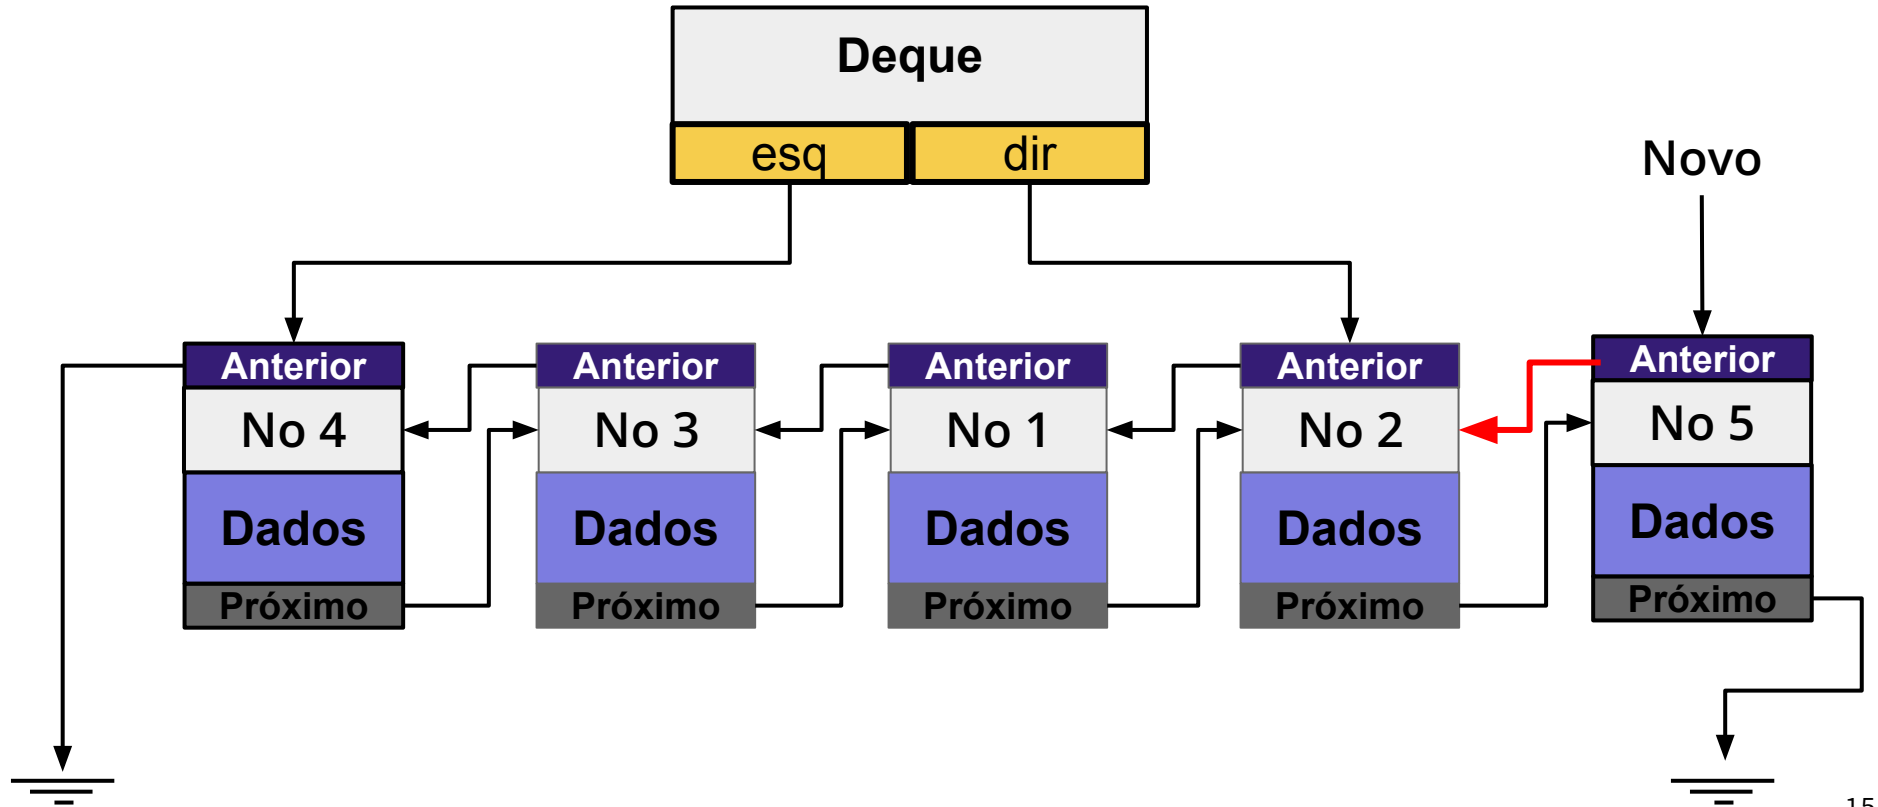 Deque
esq dir
Novo
Anterior Anterior Anterior Anterior Anterior
No 4 No 3 No 1 No 2 No 5
Dados Dados Dados Dados Dados
Próximo Próximo Próximo Próximo Próximo
15